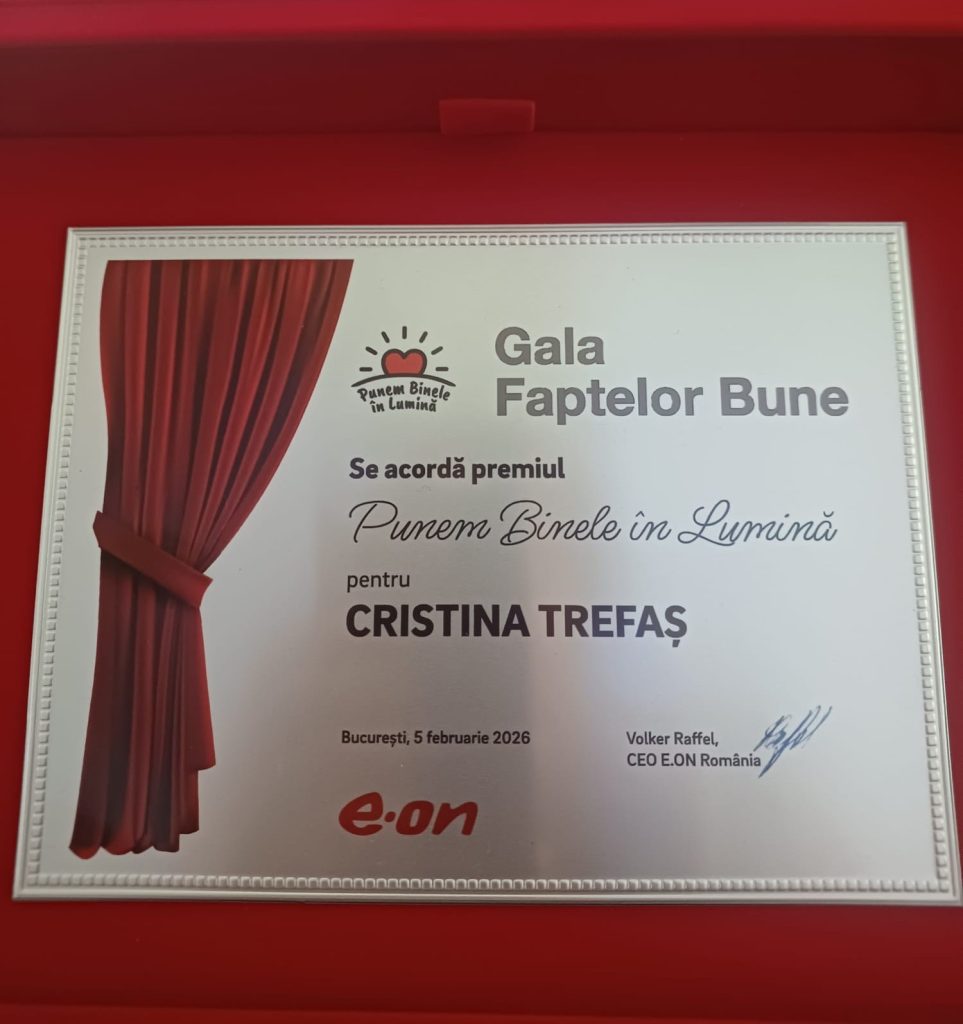 Punem Binele
în Lumină
Gala
Faptelor Bune
Se acordă premiul
Punem Binele în Lumină
pentru
CRISTINA TREFAȘ
București, 5 februarie 2026
Volker Raffel,
CEO E.ON România
e·on